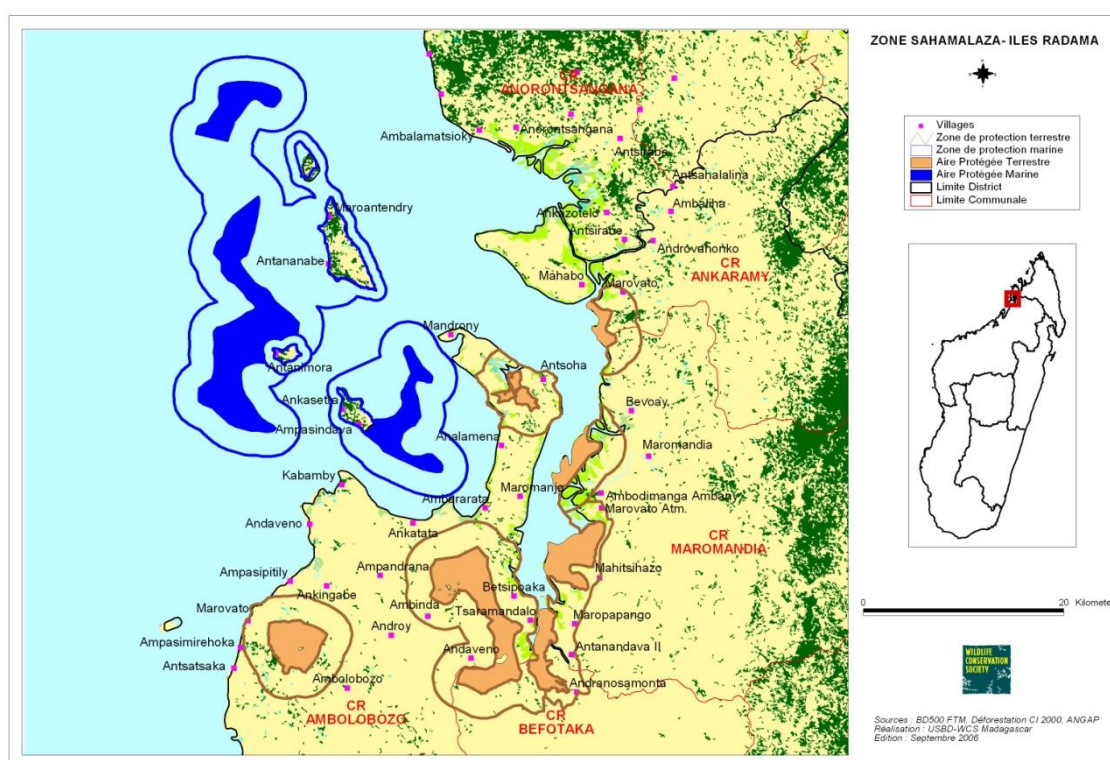 ZONE SAHAMALAZA- ILES RADAMA
Villages
Zone de protection terrestre
Zone de protection marine
Aire Protégée Terrestre
Aire Protégée Marine
Limite District
Limite Communale
CR
ANORONTSANGANA
Ambalamatsioky
Anorontsangana
Antsirabe
Antsahalalina
Maroantendry
Ankazotelo
Ambaliha
Antsirabe
Androvahonko
Antananabe
CR
ANKARAMY
Mahabo
Marovato
Mandrony
Antanimora
Antsoha
Ankasetra
Bevoay
Ampasindava
Analamena
Maromandia
Kabamby
Maromanjo
Ambodimanga Ambany
Ambararata
Marovato Atm.
Andaveno
Ankatata
CR
MAROMANDIA
Ampasipitily
Ampandrana
Mahitsihazo
Ankingabe
Betsipoaka
Marovato
Ambinda
Tsaramandalo
Maropapango
Androy
Ampasimirehoka
Andaveno
Antanandava II
Antsatsaka
Ambolobozo
Andranosamonta
CR
AMBOLOBOZO
CR
BEFOTAKA
0 20 Kilomete
WILDLIFE
CONSERVATION
SOCIETY
Sources : BD500 FTM, Déforestation CI 2000, ANGAP
Réalisation : USBD-WCS Madagascar
Edition : Septembre 2006